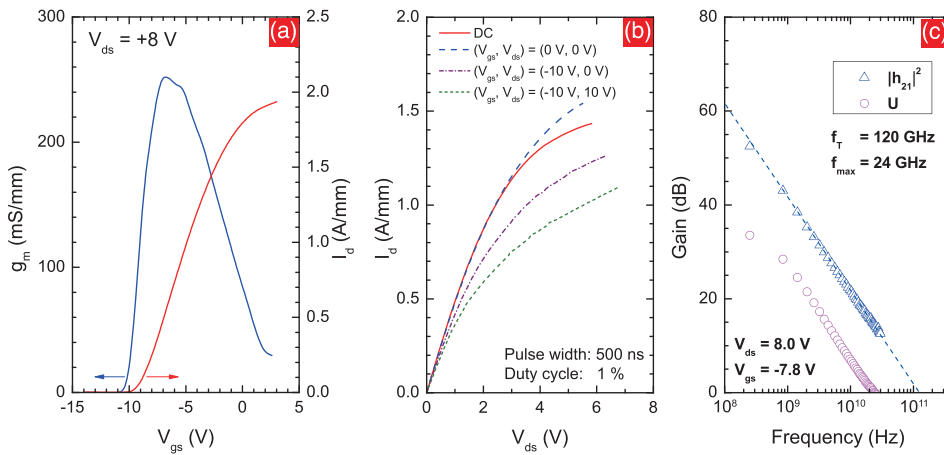 (a)
V_ds = +8 V
300
200
100
0
g_m (mS/mm)
2.5
2.0
1.5
1.0
0.5
0.0
I_d (A/mm)
-15 -10 -5 0 5
V_gs (V)
(b)
DC
(V_gs, V_ds) = (0 V, 0 V)
(V_gs, V_ds) = (-10 V, 0 V)
(V_gs, V_ds) = (-10 V, 10 V)
2.0
1.5
1.0
0.5
0.0
I_d (A/mm)
Pulse width: 500 ns
Duty cycle: 1 %
0 2 4 6 8
V_ds (V)
(c)
|h_21|^2
U
f_T = 120 GHz
f_max = 24 GHz
80
60
40
20
0
Gain (dB)
V_ds = 8.0 V
V_gs = -7.8 V
10^8 10^9 10^10 10^11
Frequency (Hz)